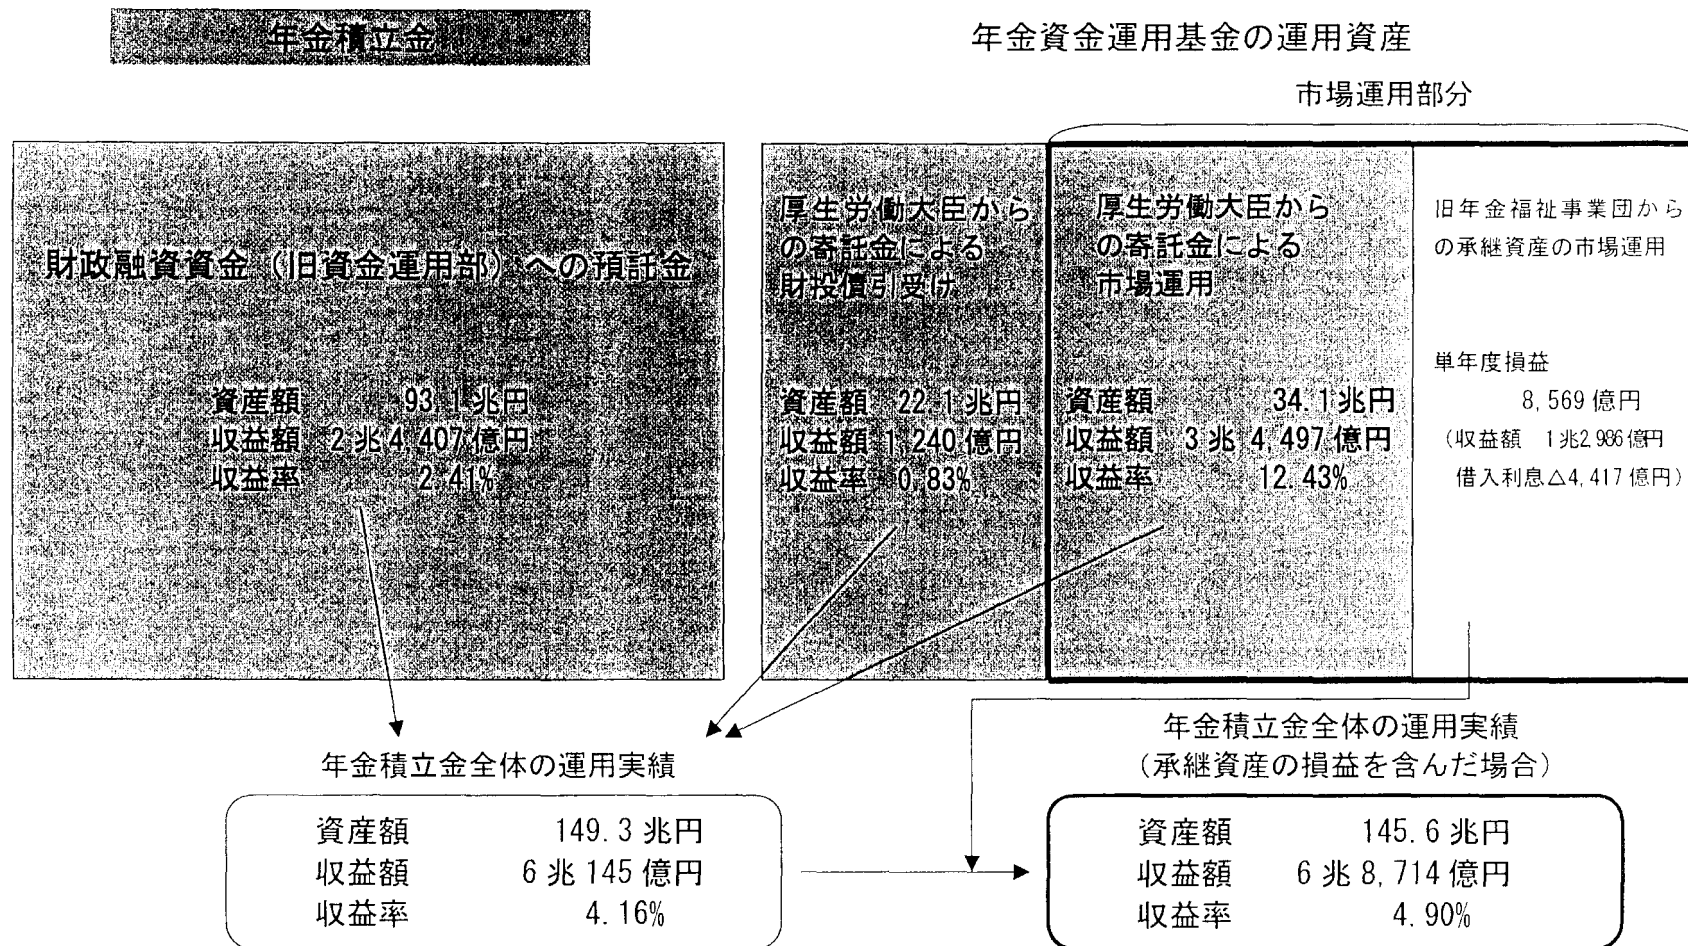 年金積立金
年金資金運用基金の運用資産
市場運用部分
財政融資資金（旧資金運用部）への預託金
資産額 93.1兆円
収益額 2兆4,407億円
収益率 2.41%
厚生労働大臣から
の寄託金による
財投債引受け
資産額 22.1兆円
収益額 1,240億円
収益率 0.83%
厚生労働大臣から
の寄託金による
市場運用
資産額 34.1兆円
収益額 3兆4,497億円
収益率 12.43%
旧年金福祉事業団から
の承継資産の市場運用
単年度損益
8,569億円
（収益額 1兆2,986億円
借入利息△4,417億円）
年金積立金全体の運用実績
資産額 149.3兆円
収益額 6兆145億円
収益率 4.16%
年金積立金全体の運用実績
（承継資産の損益を含んだ場合）
資産額 145.6兆円
収益額 6兆8,714億円
収益率 4.90%